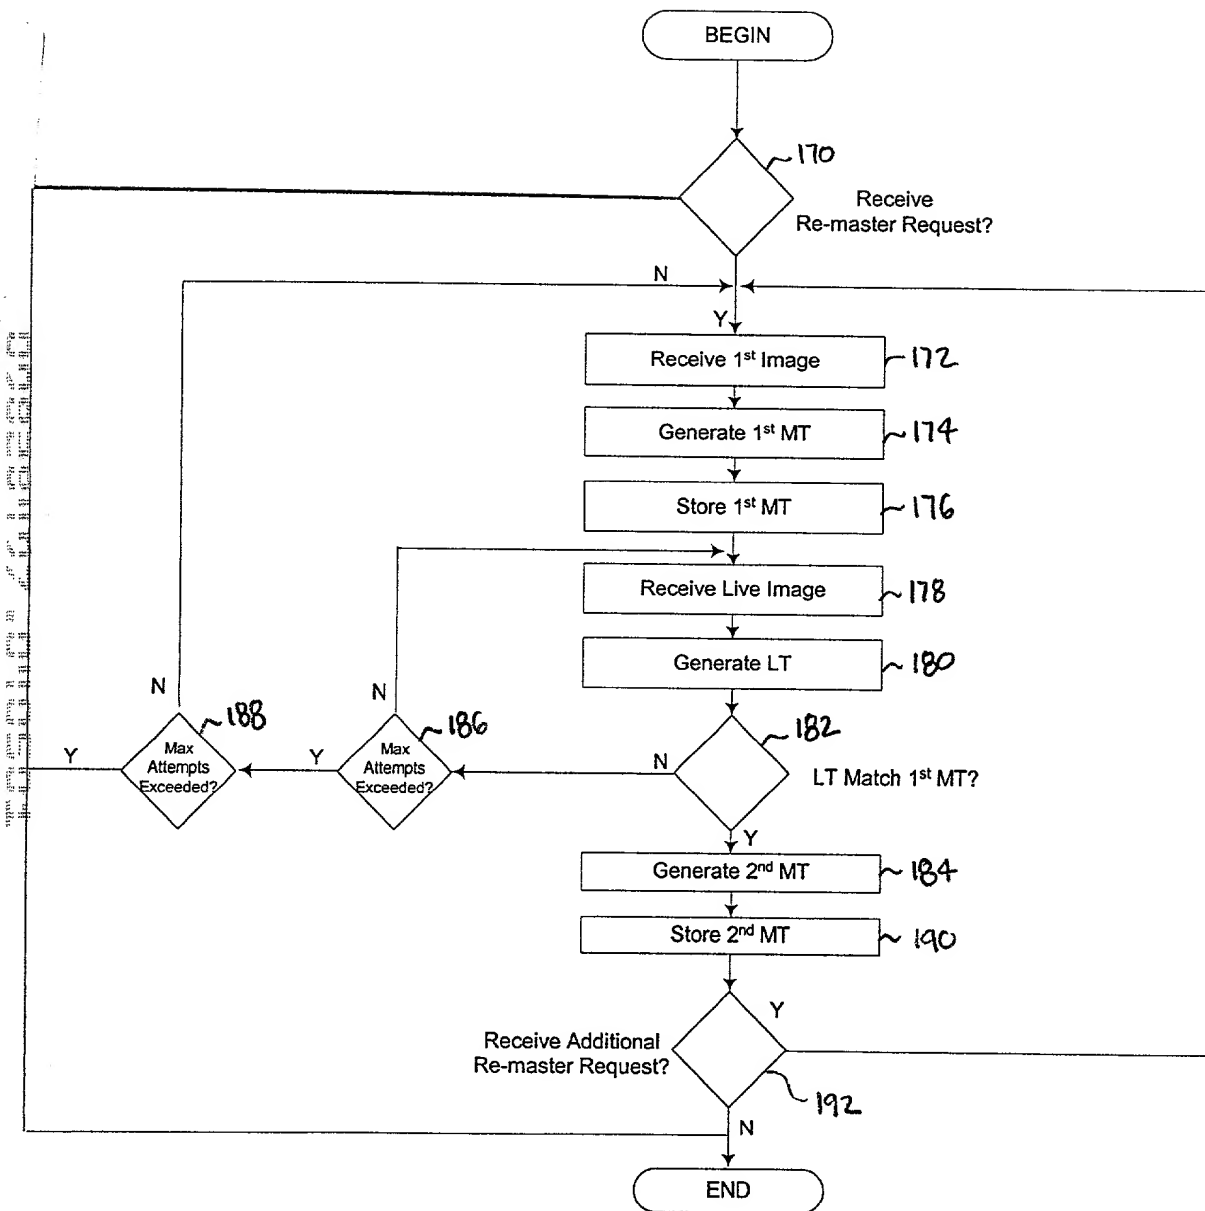 BEGIN
170
Receive
Re-master Request?
N
Y
Receive 1st Image
172
Generate 1st MT
174
Store 1st MT
176
Receive Live Image
178
Generate LT
180
N
188
N
186
182
Y
Max
Attempts
Exceeded?
Y
Max
Attempts
Exceeded?
N
LT Match 1st MT?
Y
Generate 2nd MT
184
Store 2nd MT
190
Y
Receive Additional
Re-master Request?
192
N
END